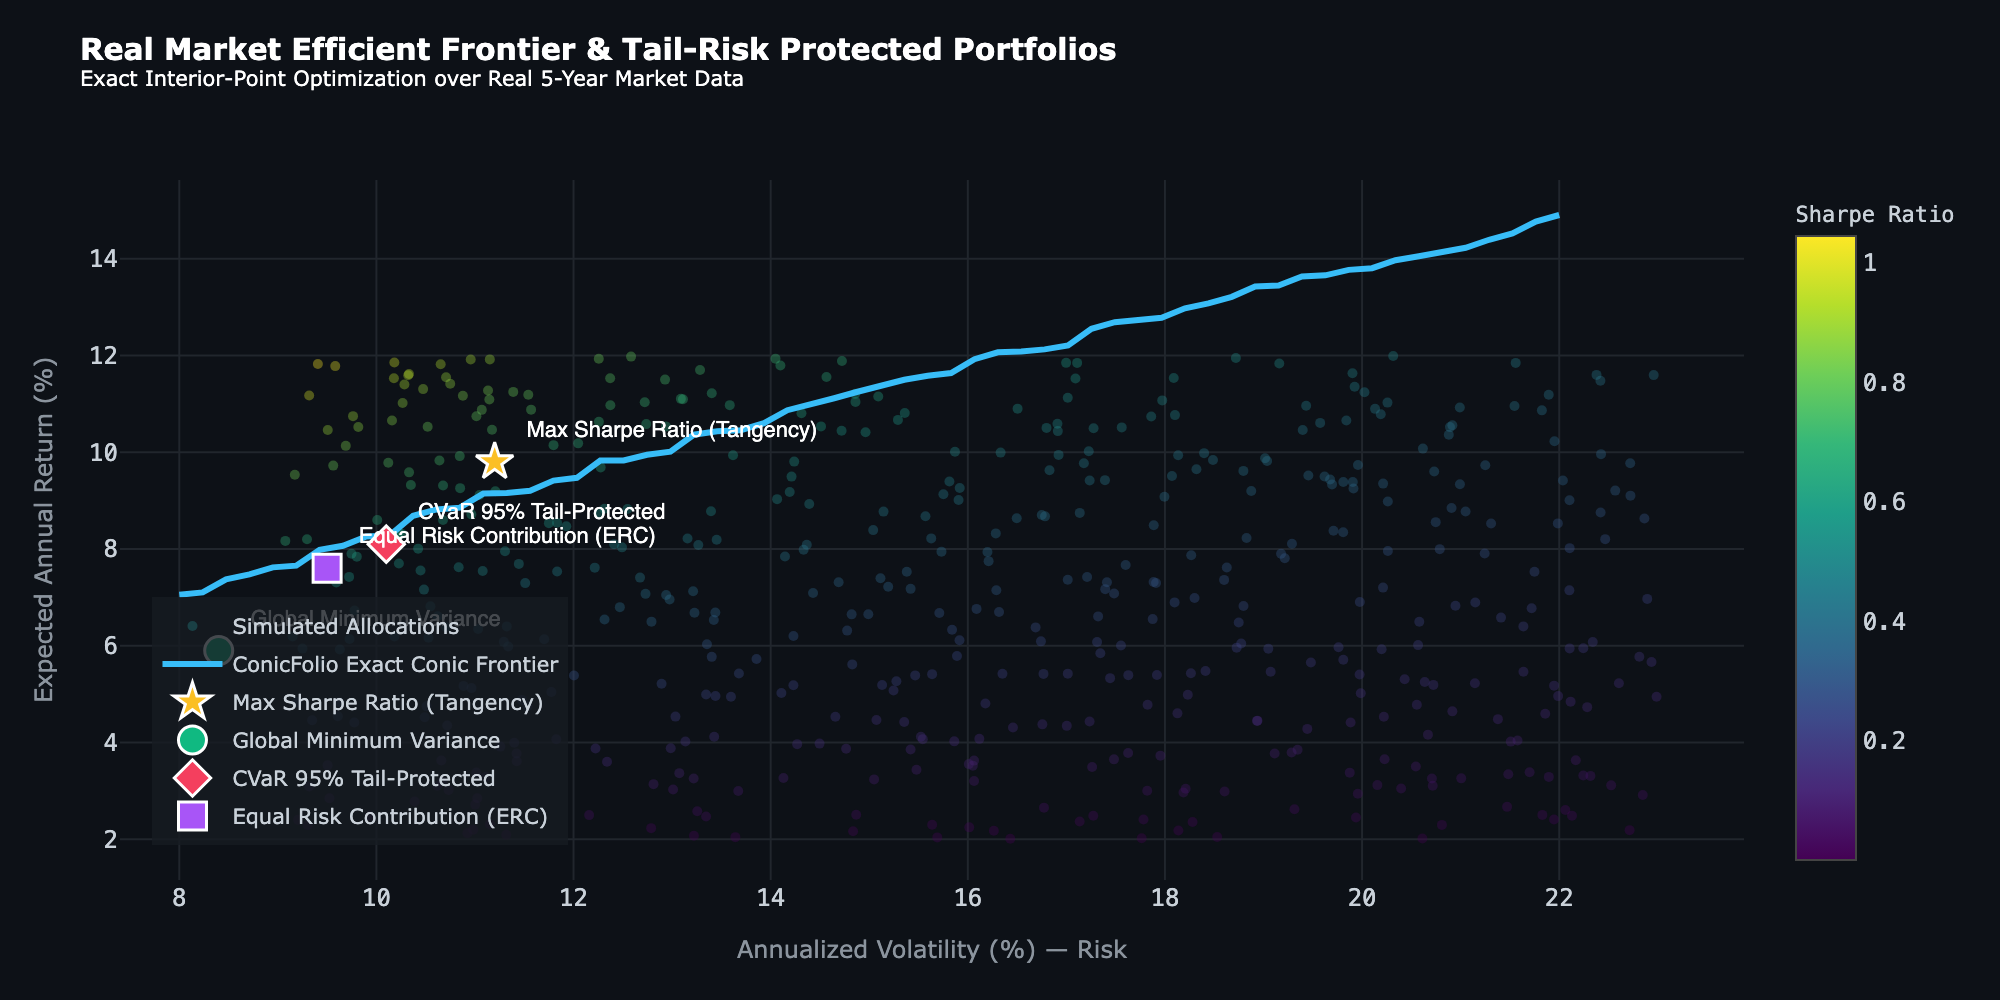 Real Market Efficient Frontier & Tail-Risk Protected Portfolios
Exact Interior-Point Optimization over Real 5-Year Market Data
Sharpe Ratio
1
0.8
0.6
0.4
0.2
Expected Annual Return (%)
14
12
10
8
6
4
2
Max Sharpe Ratio (Tangency)
CVaR 95% Tail-Protected
Equal Risk Contribution (ERC)
Global Minimum Variance
Simulated Allocations
ConicFolio Exact Conic Frontier
Max Sharpe Ratio (Tangency)
Global Minimum Variance
CVaR 95% Tail-Protected
Equal Risk Contribution (ERC)
8 10 12 14 16 18 20 22
Annualized Volatility (%) — Risk